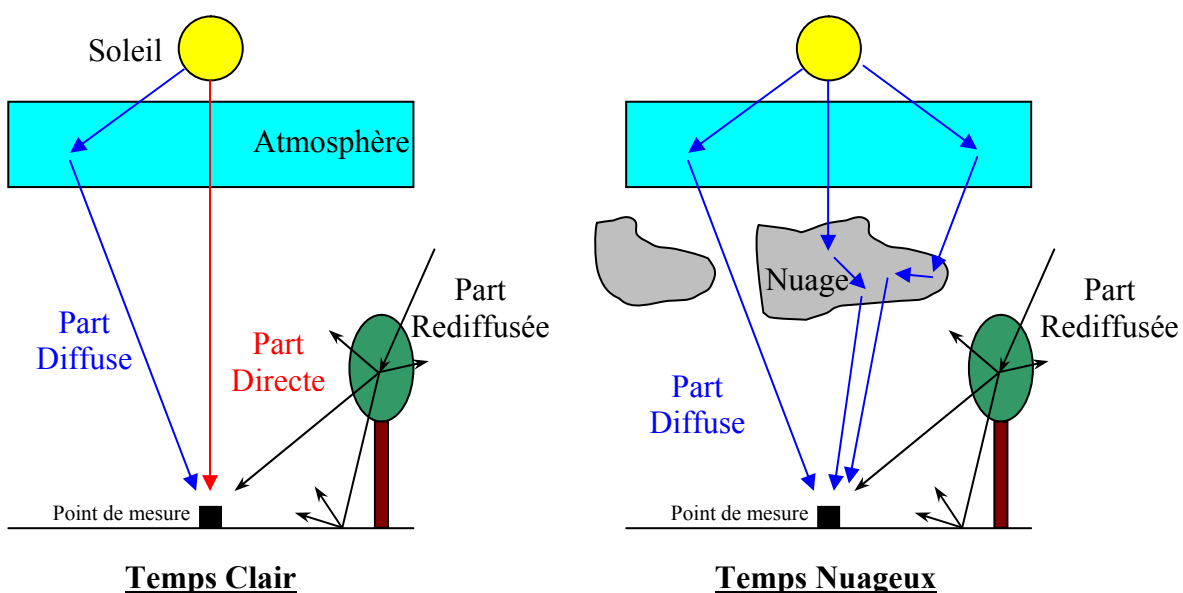 Soleil
Atmosphère
Part
Diffuse
Part
Directe
Part
Rediffusée
Point de mesure
Temps Clair
Nuage
Part
Diffuse
Part
Rediffusée
Point de mesure
Temps Nuageux